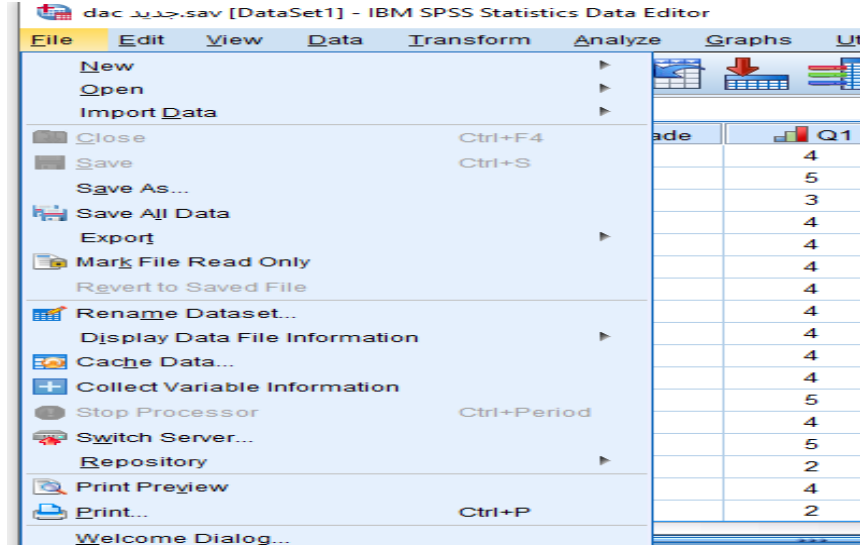 dac جديد.sav [DataSet1] - IBM SPSS Statistics Data Editor
File Edit View Data Transform Analyze Graphs Ut
New
Open
Import Data
Close Ctrl+F4
Save Ctrl+S
Save As...
Save All Data
Export
Mark File Read Only
Revert to Saved File
Rename Dataset...
Display Data File Information
Cache Data...
Collect Variable Information
Stop Processor Ctrl+Period
Switch Server...
Repository
Print Preview
Print... Ctrl+P
Welcome Dialog...
ade Q1
4
5
3
4
4
4
4
4
4
4
4
5
4
5
2
4
2